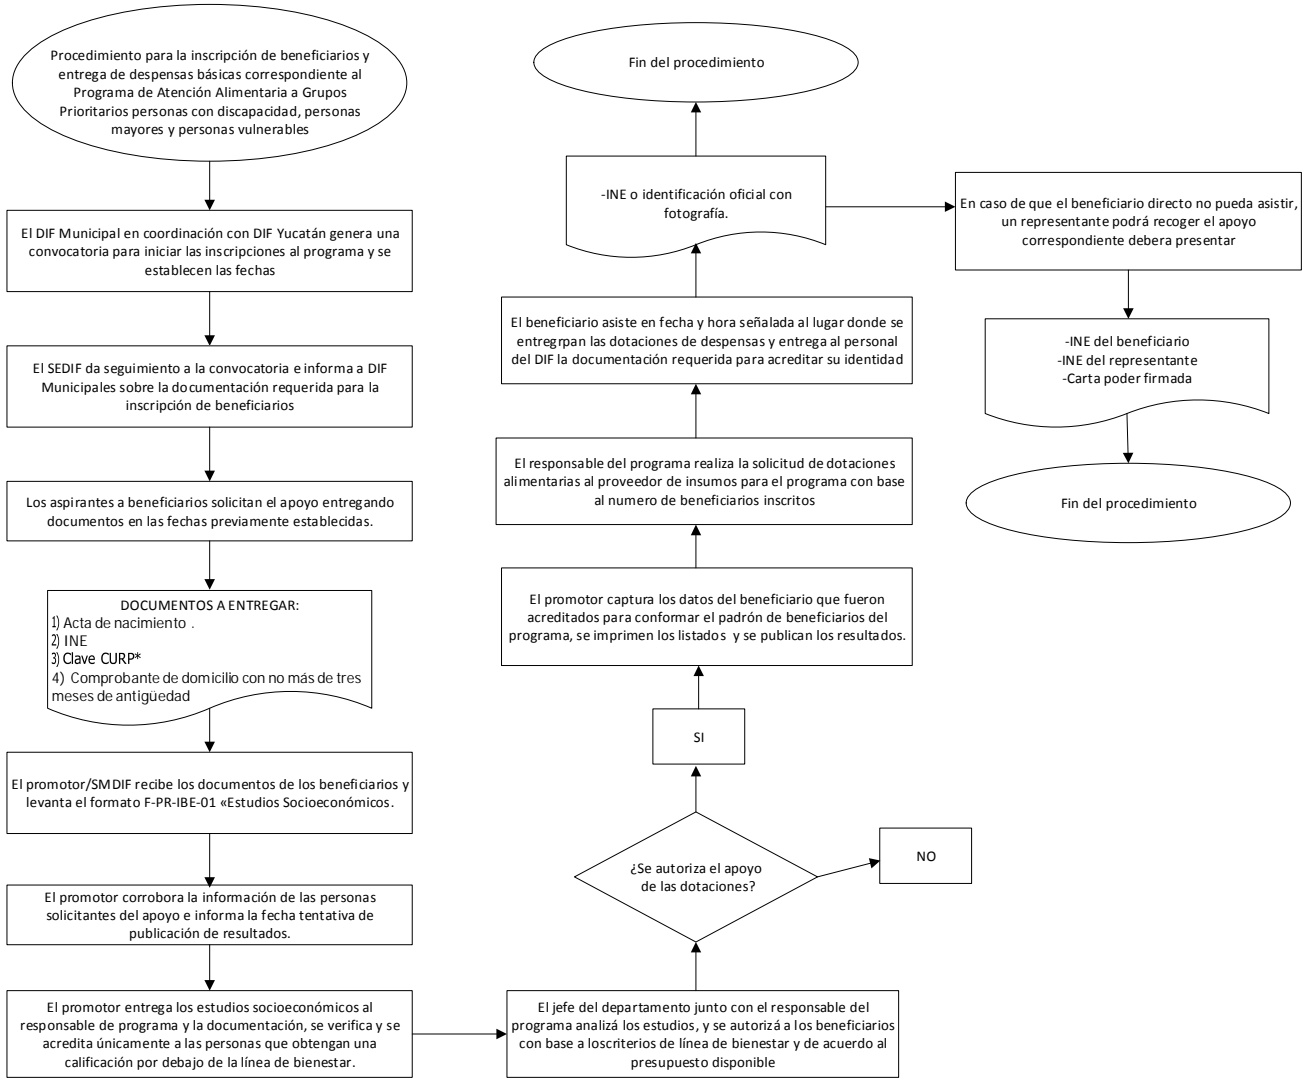 Procedimiento para la inscripción de beneficiarios y
entrega de despensas básicas correspondiente al
Programa de Atención Alimentaria a Grupos
Prioritarios personas con discapacidad, personas
mayores y personas vulnerables
El DIF Municipal en coordinación con DIF Yucatán genera una
convocatoria para iniciar las inscripciones al programa y se
establecen las fechas
El SEDIF da seguimiento a la convocatoria e informa a DIF
Municipales sobre la documentación requerida para la
inscripción de beneficiarios
Los aspirantes a beneficiarios solicitan el apoyo entregando
documentos en las fechas previamente establecidas.
DOCUMENTOS A ENTREGAR:
1) Acta de nacimiento .
2) INE
3) Clave CURP*
4) Comprobante de domicilio con no más de tres
meses de antigüedad
El promotor/SMDIF recibe los documentos de los beneficiarios y
levanta el formato F-PR-IBE-01 «Estudios Socioeconómicos.
El promotor corrobora la información de las personas
solicitantes del apoyo e informa la fecha tentativa de
publicación de resultados.
El promotor entrega los estudios socioeconómicos al
responsable de programa y la documentación, se verifica y se
acredita únicamente a las personas que obtengan una
calificación por debajo de la línea de bienestar.
El jefe del departamento junto con el responsable del
programa analizá los estudios, y se autorizá a los beneficiarios
con base a loscriterios de línea de bienestar y de acuerdo al
presupuesto disponible
¿Se autoriza el apoyo
de las dotaciones?
NO
SI
El promotor captura los datos del beneficiario que fueron
acreditados para conformar el padrón de beneficiarios del
programa, se imprimen los listados y se publican los resultados.
El responsable del programa realiza la solicitud de dotaciones
alimentarias al proveedor de insumos para el programa con base
al numero de beneficiarios inscritos
El beneficiario asiste en fecha y hora señalada al lugar donde se
entregrpan las dotaciones de despensas y entrega al personal
del DIF la documentación requerida para acreditar su identidad
-INE o identificación oficial con
fotografía.
Fin del procedimiento
En caso de que el beneficiario directo no pueda asistir,
un representante podrá recoger el apoyo
correspondiente debera presentar
-INE del beneficiario
-INE del representante
-Carta poder firmada
Fin del procedimiento